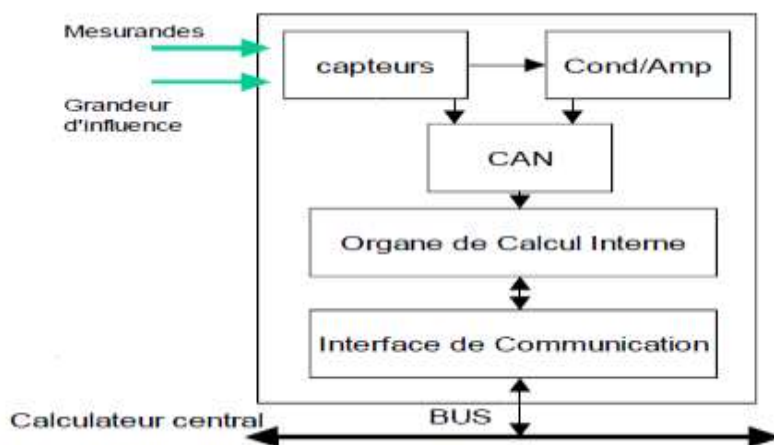 Mesurandes
capteurs
Cond/Amp
Grandeur
d'influence
CAN
Organe de Calcul Interne
Interface de Communication
Calculateur central
BUS